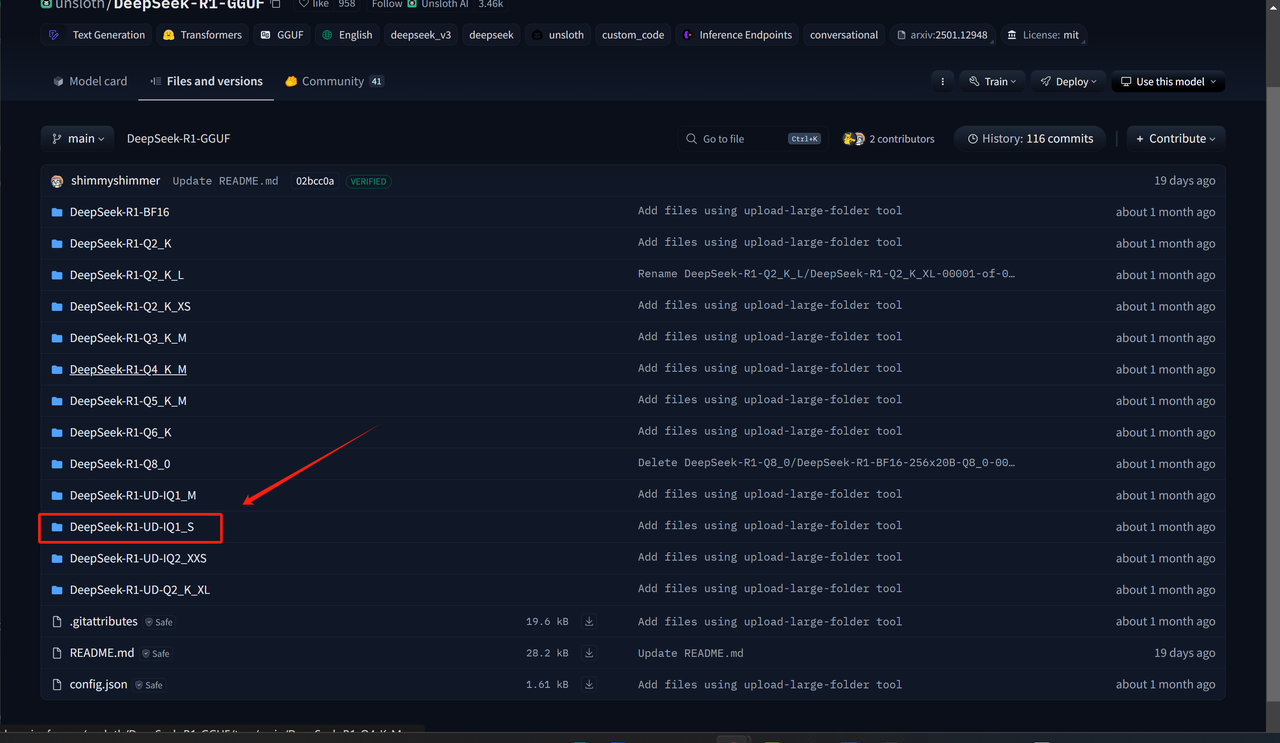 unsloth/DeepSeek-R1-GGUF like 958 Follow Unsloth AI 3.46k
Text Generation Transformers GGUF English deepseek_v3 deepseek unsloth custom_code Inference Endpoints conversational arxiv:2501.12948 License: mit
Model card Files and versions Community 41 Train Deploy Use this model
main DeepSeek-R1-GGUF Go to file Ctrl+K 2 contributors History: 116 commits + Contribute
shimmyshimmer Update README.md 02bcc0a VERIFIED 19 days ago
DeepSeek-R1-BF16 Add files using upload-large-folder tool about 1 month ago
DeepSeek-R1-Q2_K Add files using upload-large-folder tool about 1 month ago
DeepSeek-R1-Q2_K_L Rename DeepSeek-R1-Q2_K_L/DeepSeek-R1-Q2_K_XL-00001-of-0… about 1 month ago
DeepSeek-R1-Q2_K_XS Add files using upload-large-folder tool about 1 month ago
DeepSeek-R1-Q3_K_M Add files using upload-large-folder tool about 1 month ago
DeepSeek-R1-Q4_K_M Add files using upload-large-folder tool about 1 month ago
DeepSeek-R1-Q5_K_M Add files using upload-large-folder tool about 1 month ago
DeepSeek-R1-Q6_K Add files using upload-large-folder tool about 1 month ago
DeepSeek-R1-Q8_0 Delete DeepSeek-R1-Q8_0/DeepSeek-R1-BF16-256x20B-Q8_0-00… about 1 month ago
DeepSeek-R1-UD-IQ1_M Add files using upload-large-folder tool about 1 month ago
DeepSeek-R1-UD-IQ1_S Add files using upload-large-folder tool about 1 month ago
DeepSeek-R1-UD-IQ2_XXS Add files using upload-large-folder tool about 1 month ago
DeepSeek-R1-UD-Q2_K_XL Add files using upload-large-folder tool about 1 month ago
.gitattributes Safe 19.6 kB Add files using upload-large-folder tool about 1 month ago
README.md Safe 28.2 kB Update README.md 19 days ago
config.json Safe 1.61 kB Add files using upload-large-folder tool about 1 month ago